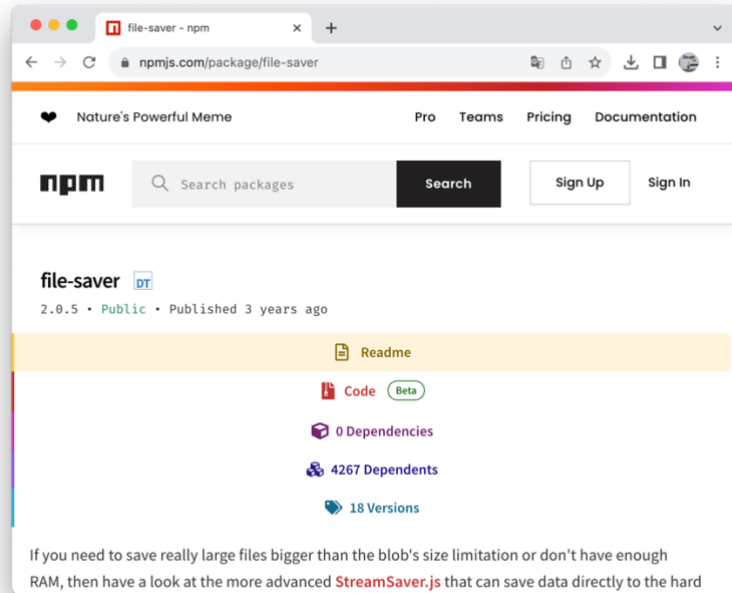 file-saver - npm
npmjs.com/package/file-saver
Nature's Powerful Meme Pro Teams Pricing Documentation
npm Search packages Search Sign Up Sign In
file-saver DT
2.0.5 • Public • Published 3 years ago
Readme
Code Beta
0 Dependencies
4267 Dependents
18 Versions
If you need to save really large files bigger than the blob's size limitation or don't have enough
RAM, then have a look at the more advanced StreamSaver.js that can save data directly to the hard